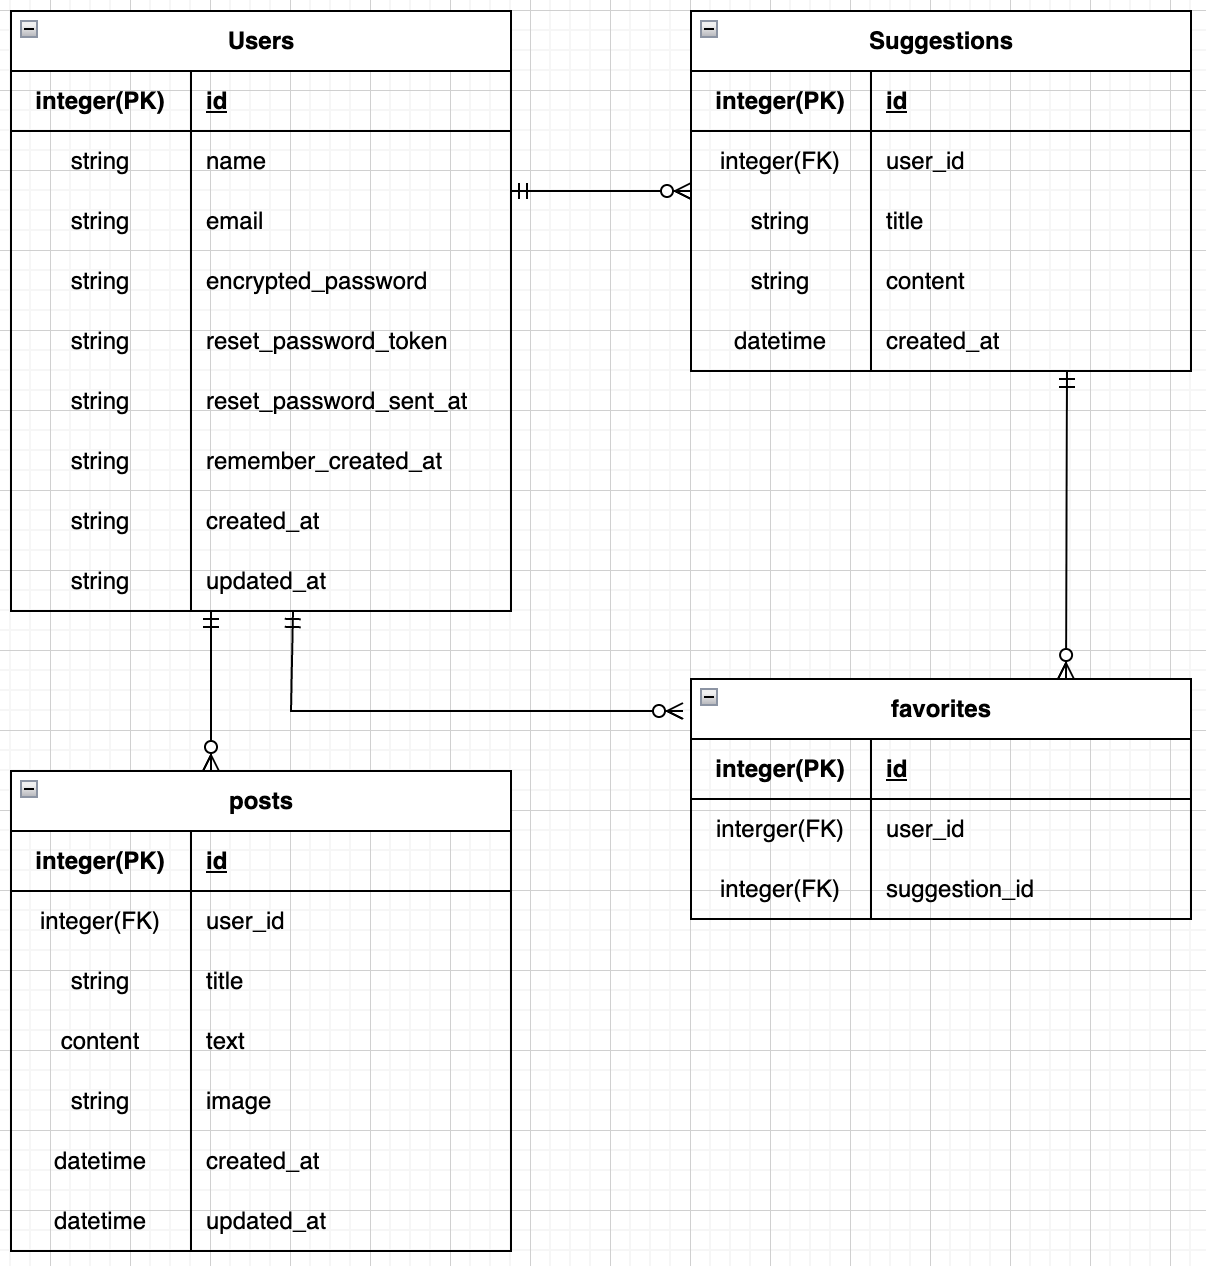 Users
integer(PK) id
string name
string email
string encrypted_password
string reset_password_token
string reset_password_sent_at
string remember_created_at
string created_at
string updated_at
Suggestions
integer(PK) id
integer(FK) user_id
string title
string content
datetime created_at
favorites
integer(PK) id
interger(FK) user_id
integer(FK) suggestion_id
posts
integer(PK) id
integer(FK) user_id
string title
content text
string image
datetime created_at
datetime updated_at